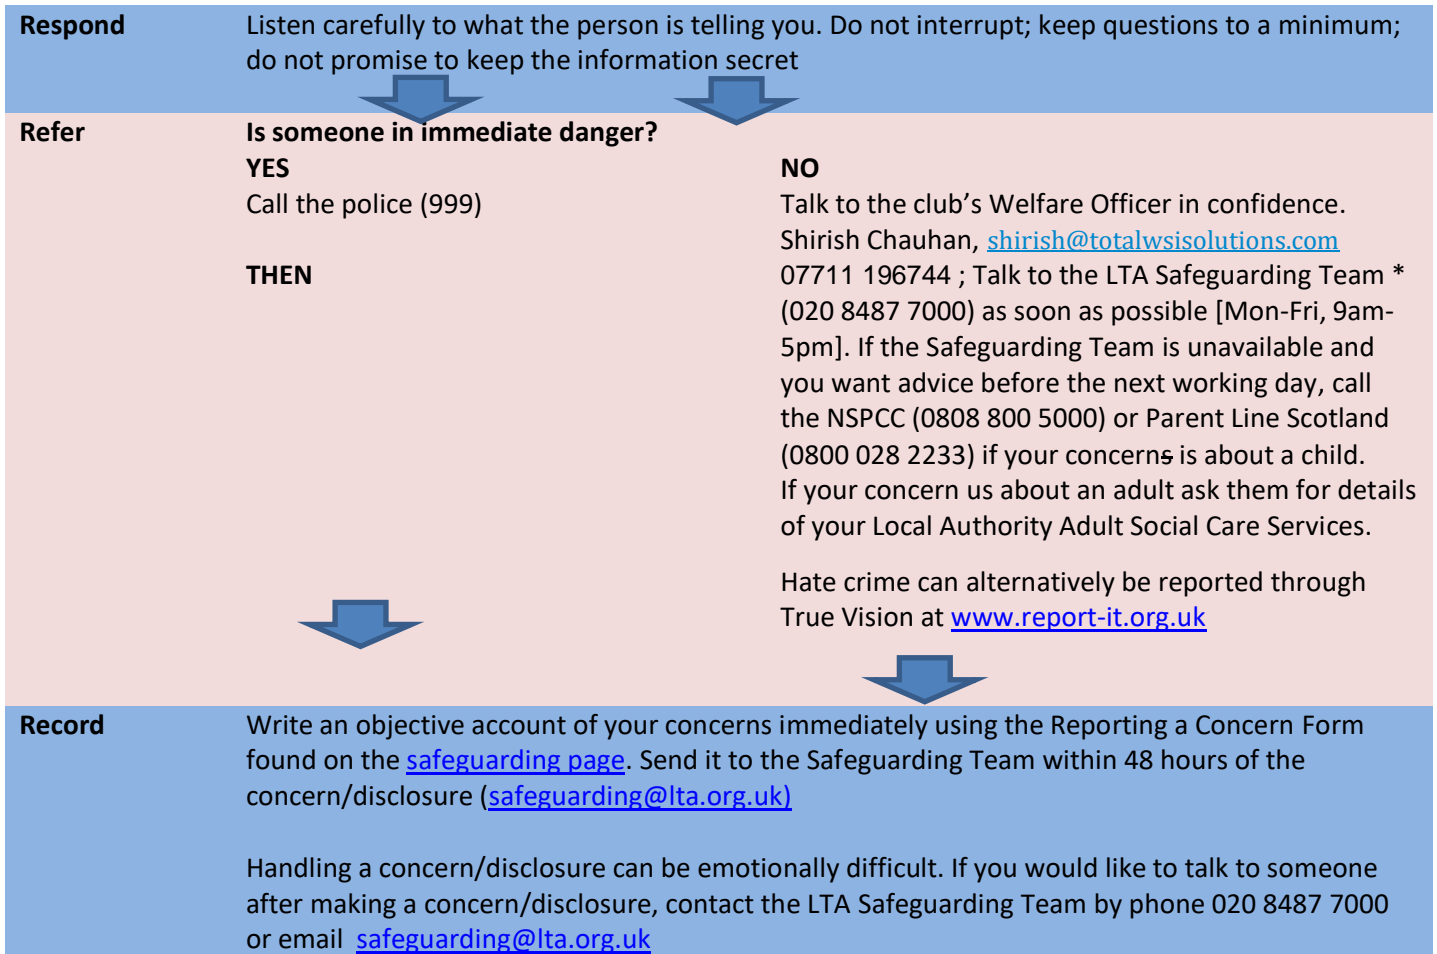 Respond
Listen carefully to what the person is telling you. Do not interrupt; keep questions to a minimum;
do not promise to keep the information secret
Refer
Is someone in immediate danger?
YES
Call the police (999)
THEN
NO
Talk to the club’s Welfare Officer in confidence.
Shirish Chauhan, shirish@totalwsisolutions.com
07711 196744 ; Talk to the LTA Safeguarding Team *
(020 8487 7000) as soon as possible [Mon-Fri, 9am-
5pm]. If the Safeguarding Team is unavailable and
you want advice before the next working day, call
the NSPCC (0808 800 5000) or Parent Line Scotland
(0800 028 2233) if your concerns is about a child.
If your concern us about an adult ask them for details
of your Local Authority Adult Social Care Services.
Hate crime can alternatively be reported through
True Vision at www.report-it.org.uk
Record
Write an objective account of your concerns immediately using the Reporting a Concern Form
found on the safeguarding page. Send it to the Safeguarding Team within 48 hours of the
concern/disclosure (safeguarding@lta.org.uk)
Handling a concern/disclosure can be emotionally difficult. If you would like to talk to someone
after making a concern/disclosure, contact the LTA Safeguarding Team by phone 020 8487 7000
or email safeguarding@lta.org.uk